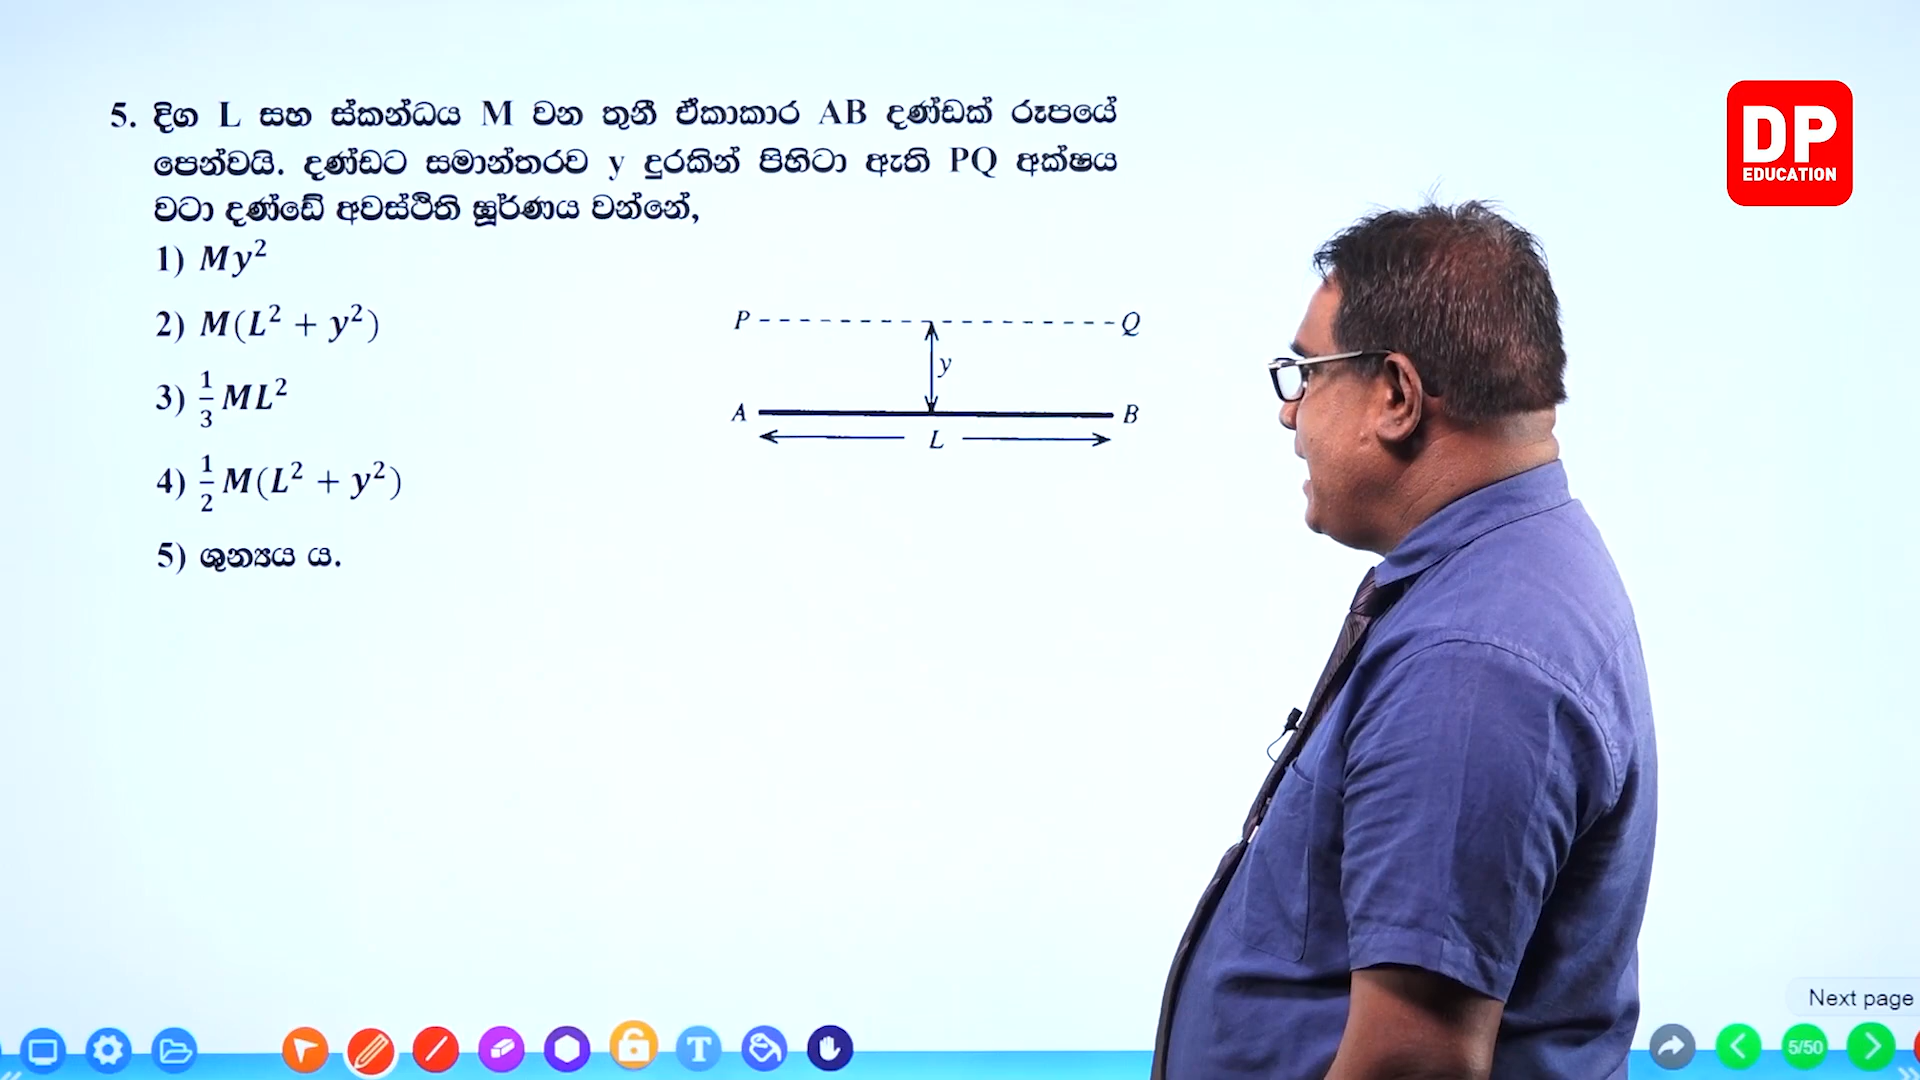 5. දිග L සහ ස්කන්ධය M වන තුනී ඒකාකාර AB දණ්ඩක් රූපයේ
පෙන්වයි. දණ්ඩට සමාන්තරව y දුරකින් පිහිටා ඇති PQ අක්ෂය
වටා දණ්ඩේ අවස්ථිති ඝූර්ණය වන්නේ,
1) My²
2) M(L² + y²)
3) 1/3 ML²
4) 1/2 M(L² + y²)
5) ශුන්‍යය ය.
P Q
y
A B
L
DP
EDUCATION
Next page
T
5/50